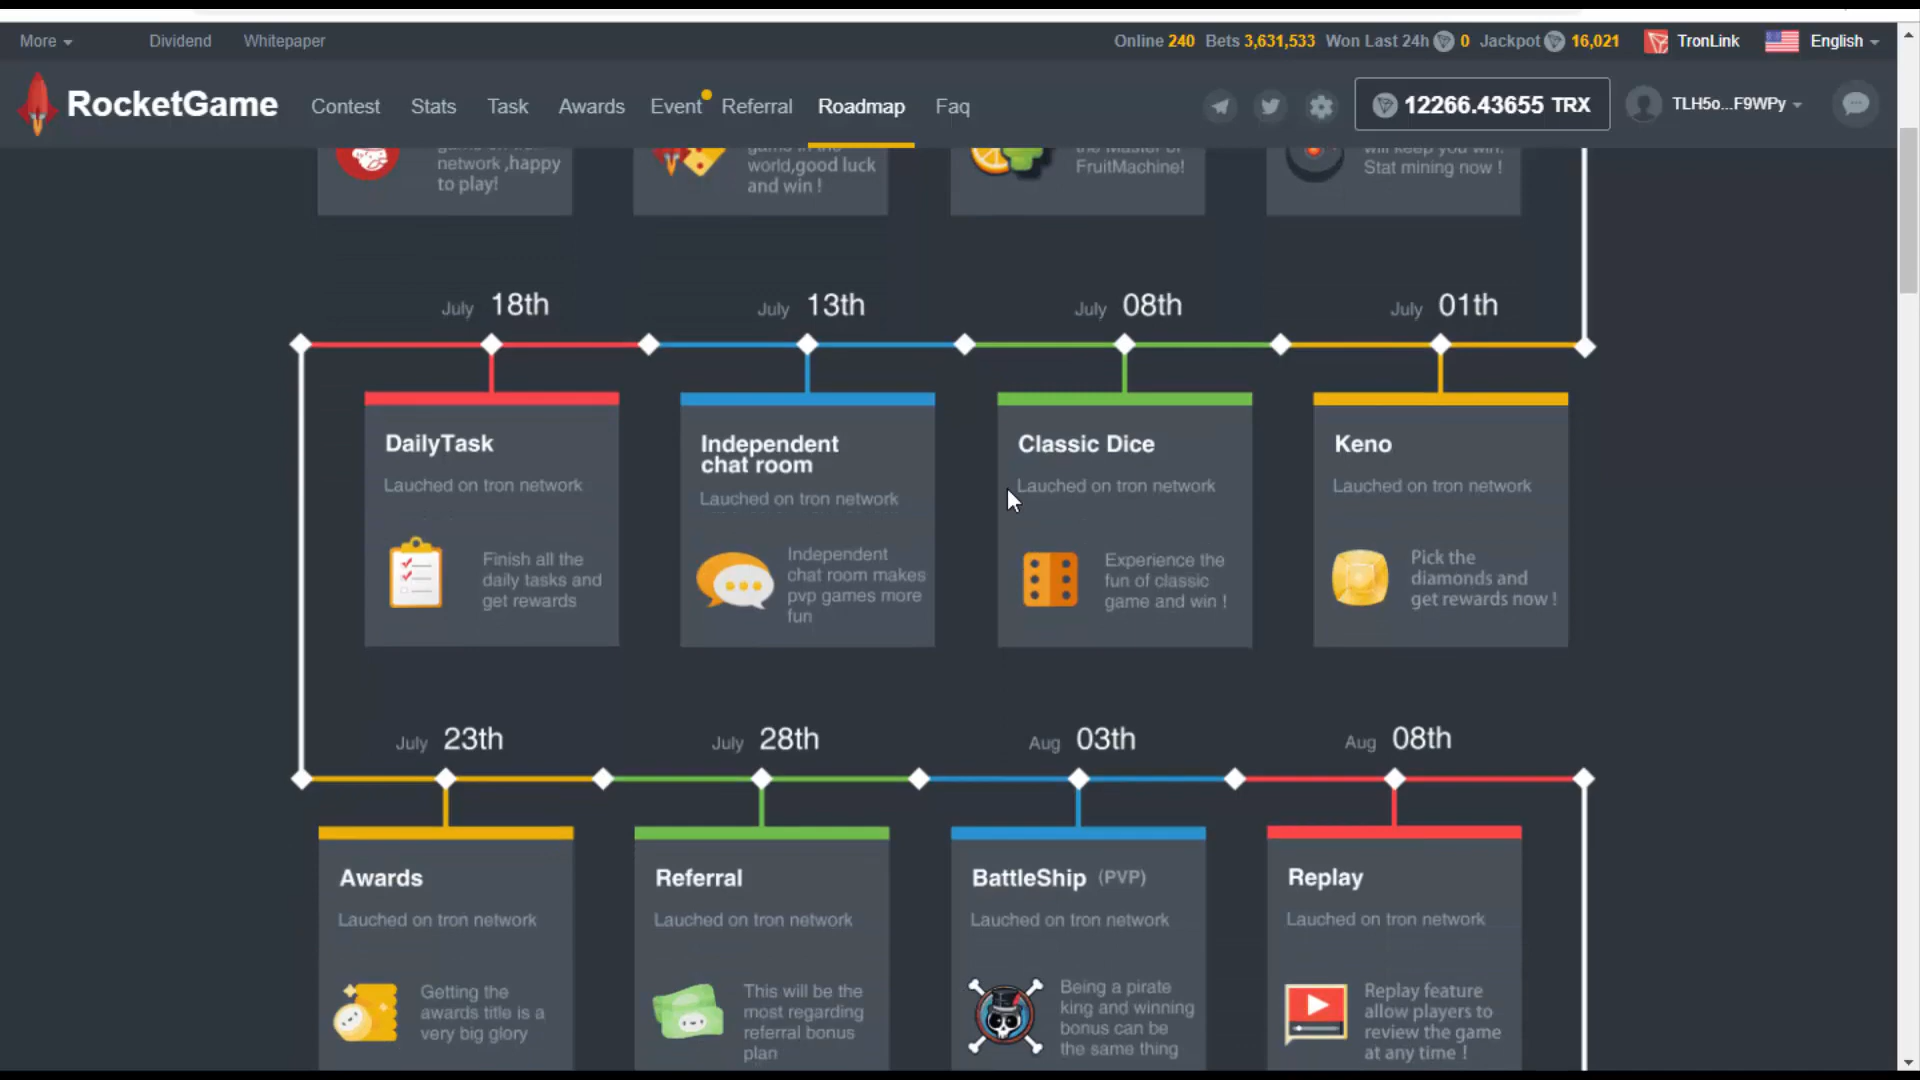 More Dividend Whitepaper Online 240 Bets 3,631,533 Won Last 24h 0 Jackpot 16,021 TronLink English
RocketGame Contest Stats Task Awards Event Referral Roadmap Faq 12266.43655 TRX TLH5o...F9WPy
network ,happy
to play!
world,good luck
and win !
FruitMachine!
Stat mining now !
July 18th July 13th July 08th July 01th
DailyTask
Lauched on tron network
Finish all the
daily tasks and
get rewards
Independent
chat room
Lauched on tron network
Independent
chat room makes
pvp games more
fun
Classic Dice
Lauched on tron network
Experience the
fun of classic
game and win !
Keno
Lauched on tron network
Pick the
diamonds and
get rewards now !
July 23th July 28th Aug 03th Aug 08th
Awards
Lauched on tron network
Getting the
awards title is a
very big glory
Referral
Lauched on tron network
This will be the
most regarding
referral bonus
plan
BattleShip (PVP)
Lauched on tron network
Being a pirate
king and winning
bonus can be
the same thing
Replay
Lauched on tron network
Replay feature
allow players to
review the game
at any time !